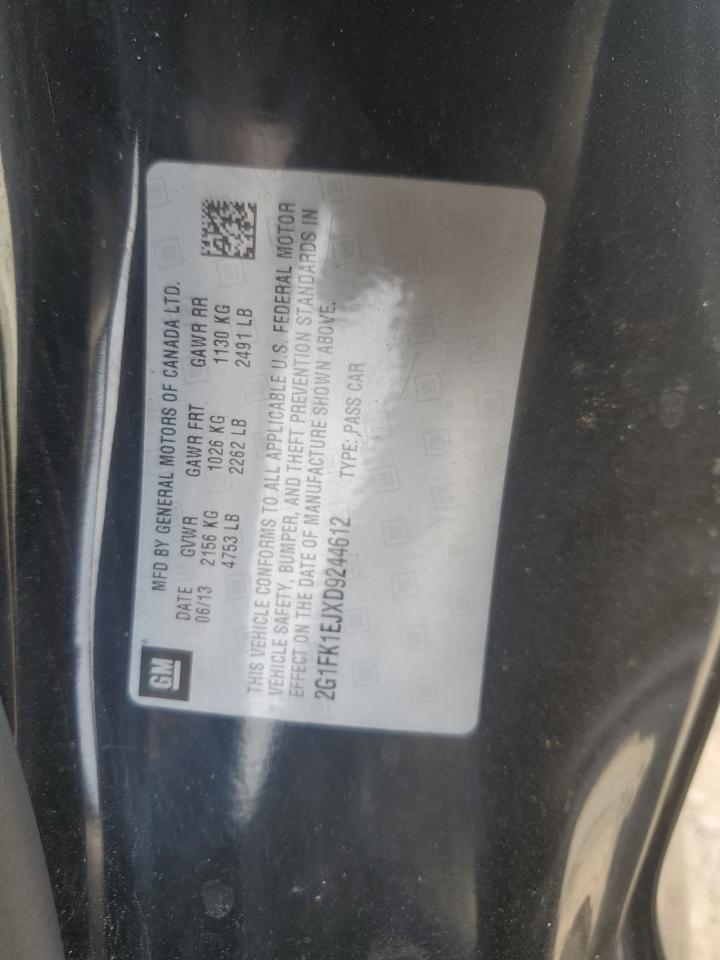 GM
MFD BY GENERAL MOTORS OF CANADA LTD.
DATE GVWR GAWR FRT GAWR RR
06/13 2156 KG 1026 KG 1130 KG
4753 LB 2262 LB 2491 LB
THIS VEHICLE CONFORMS TO ALL APPLICABLE U.S. FEDERAL MOTOR
VEHICLE SAFETY, BUMPER, AND THEFT PREVENTION STANDARDS IN
EFFECT ON THE DATE OF MANUFACTURE SHOWN ABOVE.
2G1FK1EJXD9244612 TYPE: PASS CAR